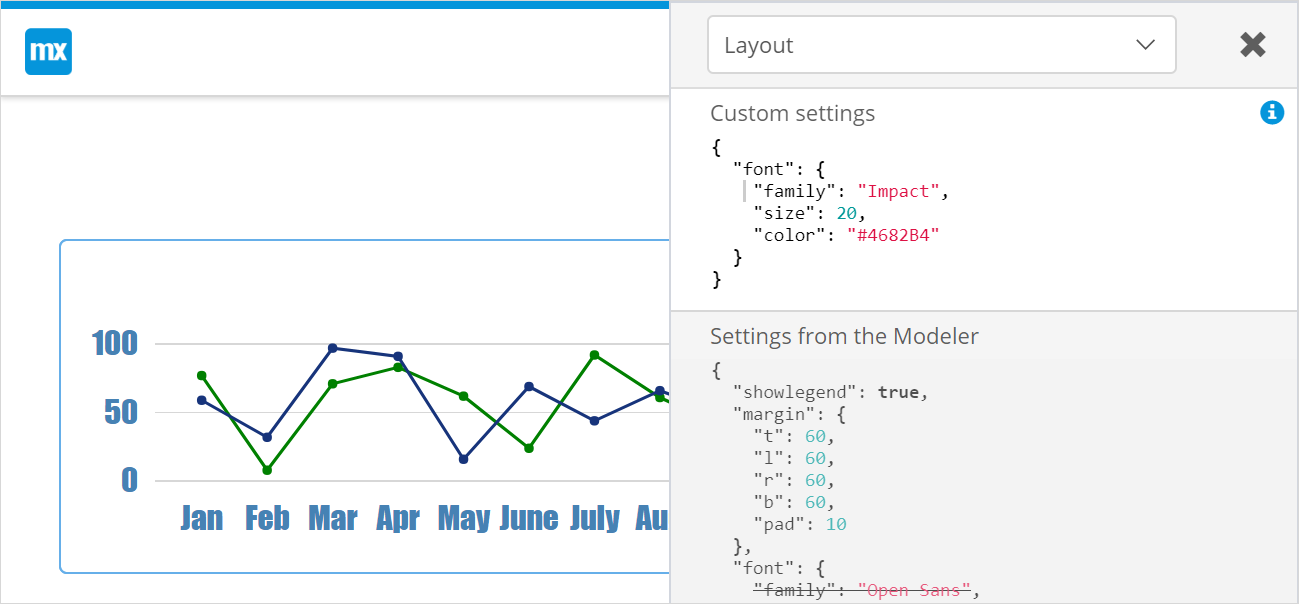 mx
Layout
Custom settings
{
"font": {
"family": "Impact",
"size": 20,
"color": "#4682B4"
}
}
100
50
0
Jan Feb Mar Apr May June July Au
Settings from the Modeler
{
"showlegend": true,
"margin": {
"t": 60,
"l": 60,
"r": 60,
"b": 60,
"pad": 10
},
"font": {
"family": "Open Sans",